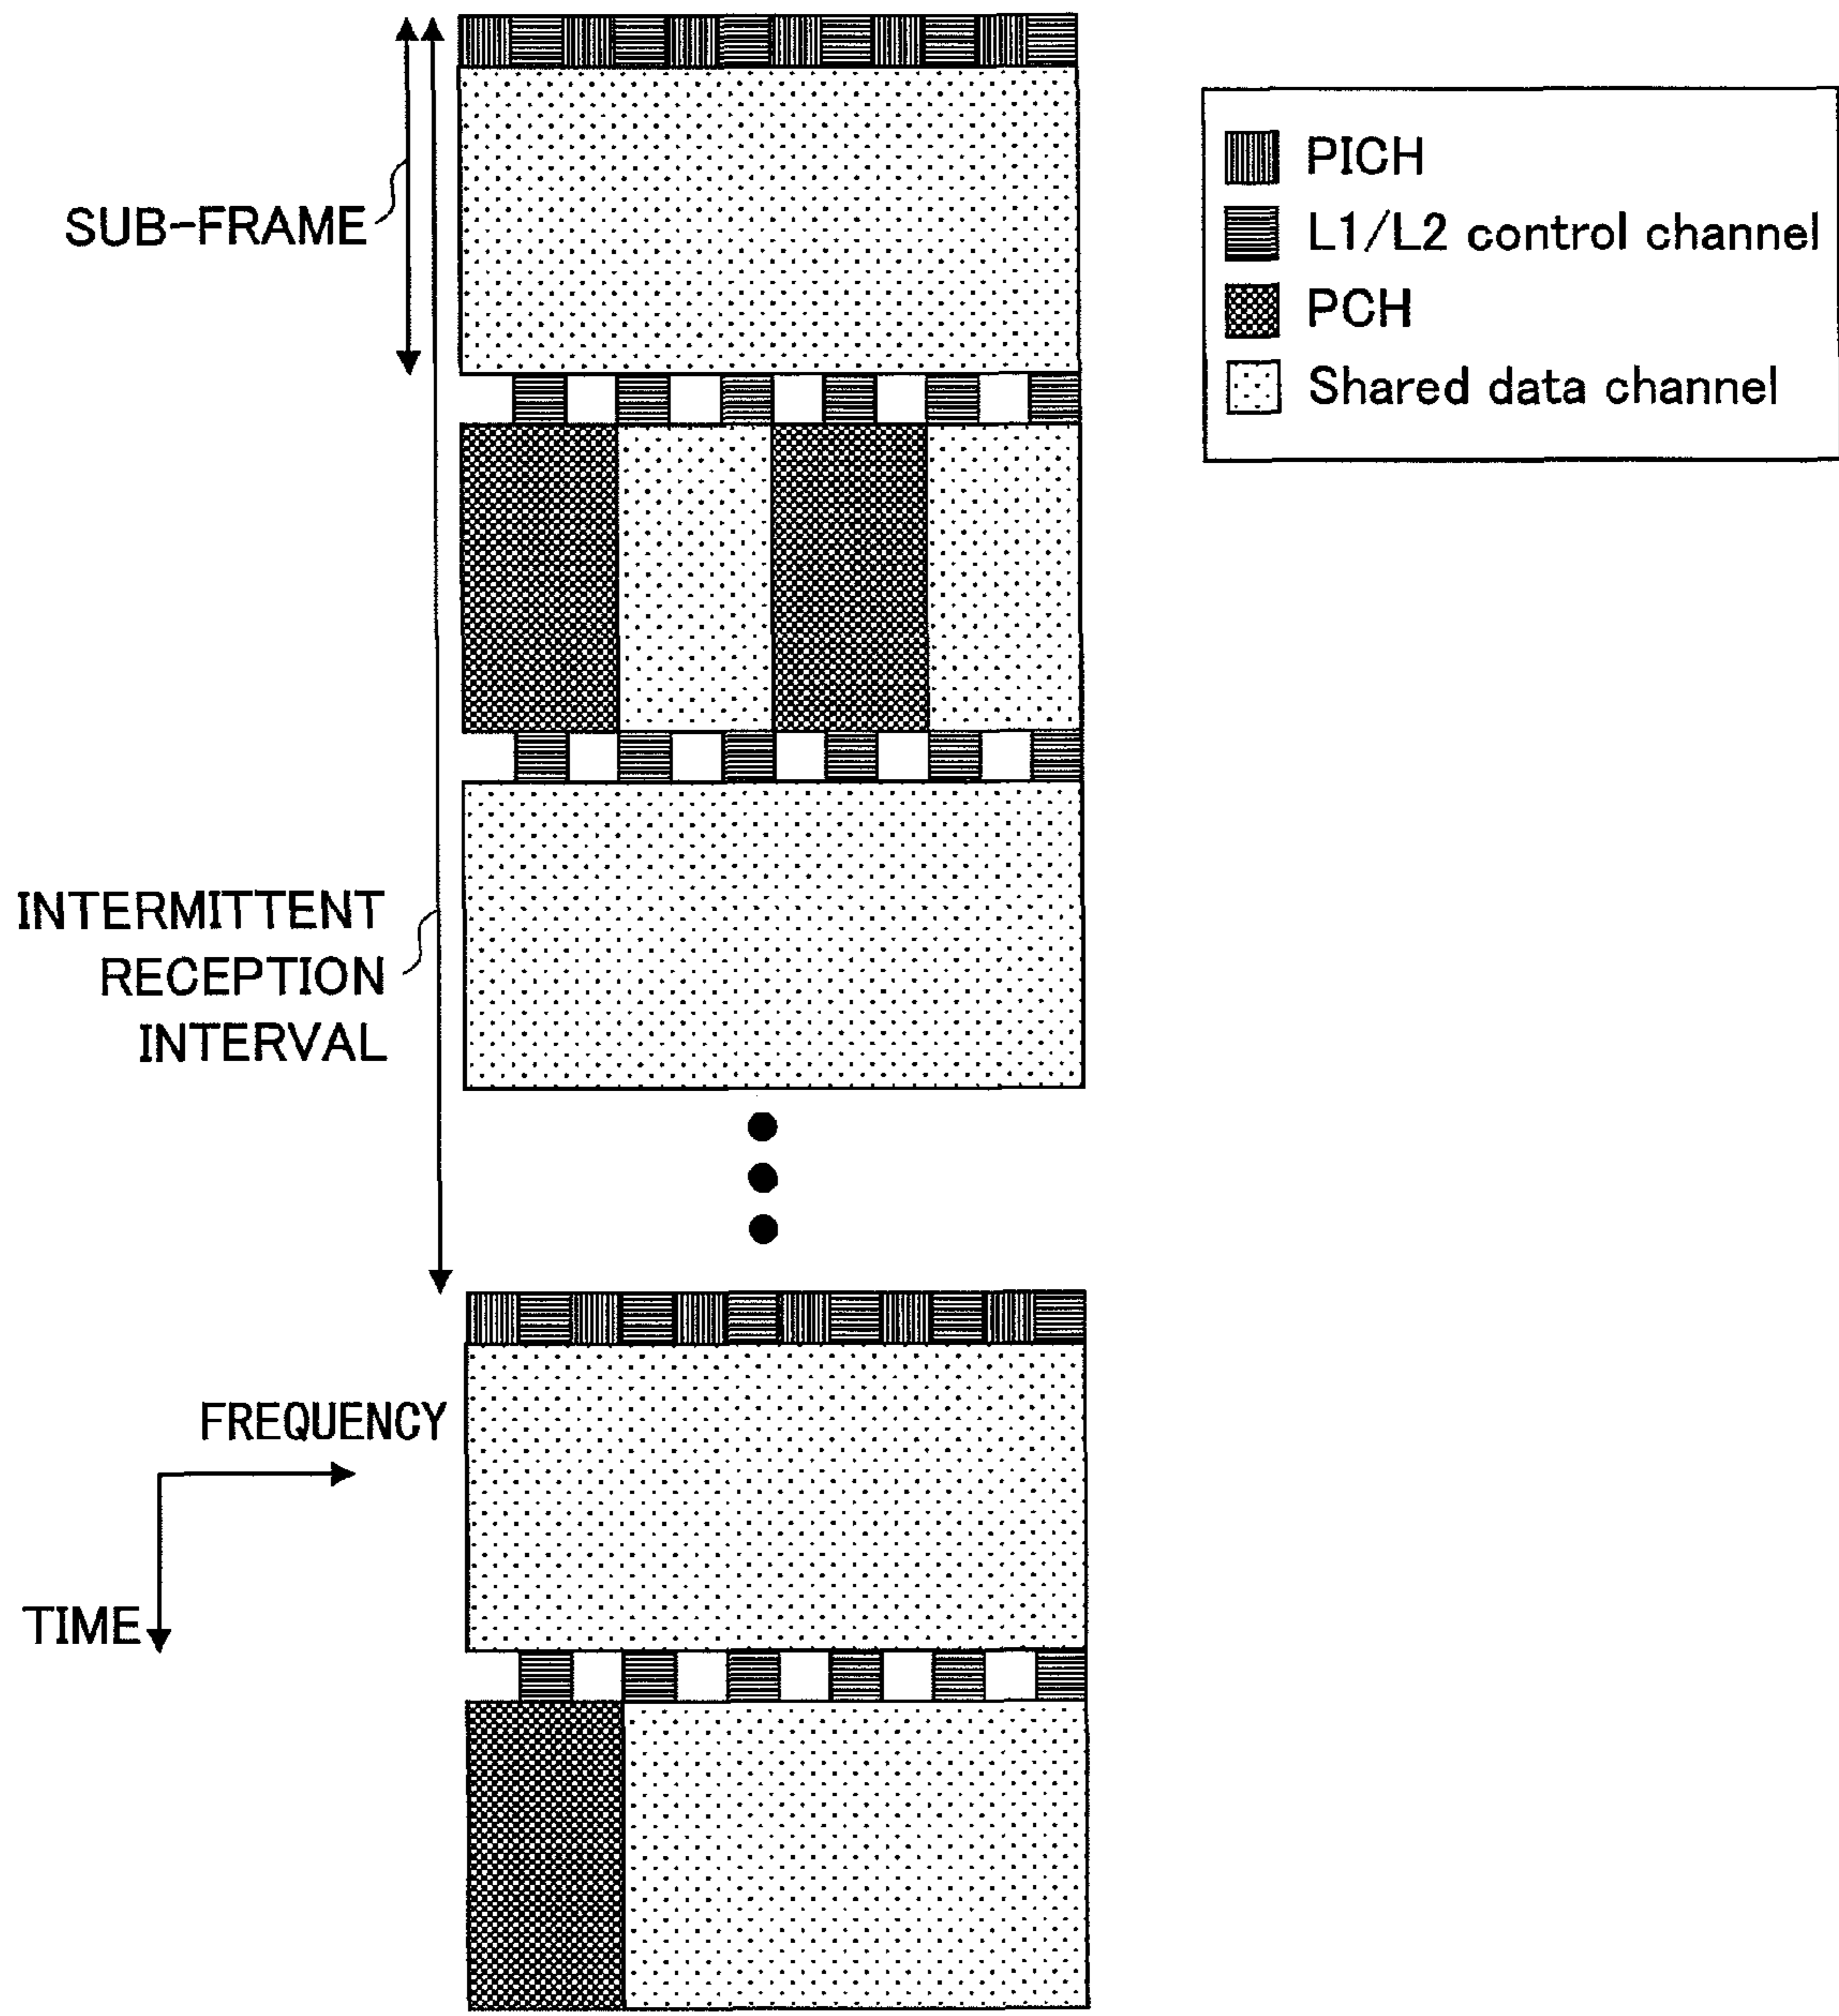 SUB-FRAME
PICH
L1/L2 control channel
PCH
Shared data channel
INTERMITTENT
RECEPTION
INTERVAL
FREQUENCY
TIME